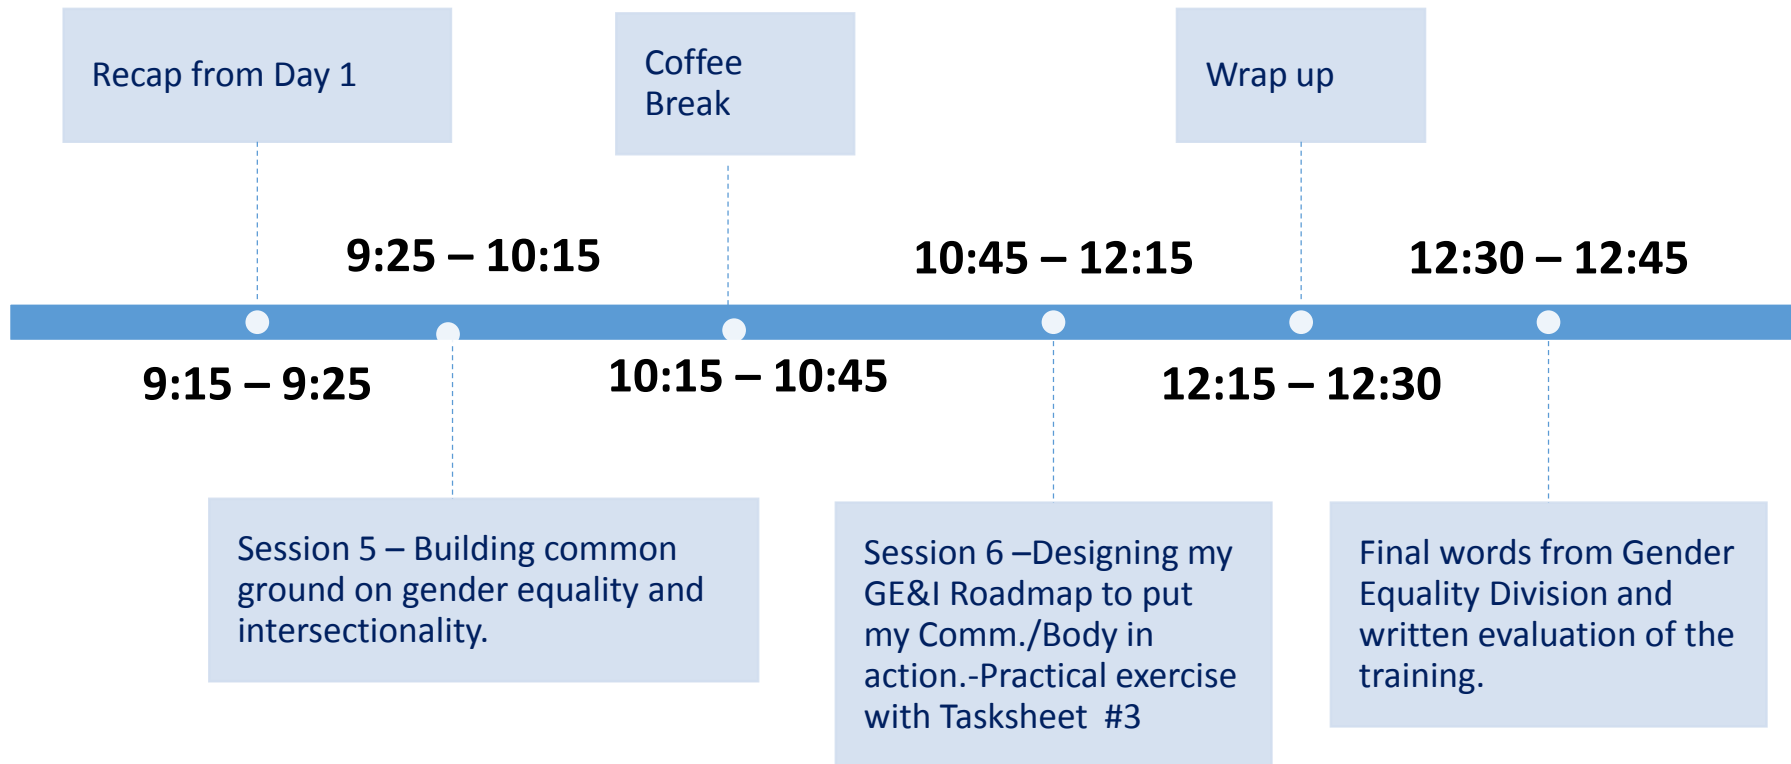 Recap from Day 1
Coffee
Break
Wrap up
9:25 – 10:15
10:45 – 12:15
12:30 – 12:45
9:15 – 9:25
10:15 – 10:45
12:15 – 12:30
Session 5 – Building common
ground on gender equality and
intersectionality.
Session 6 –Designing my
GE&I Roadmap to put
my Comm./Body in
action.-Practical exercise
with Tasksheet  #3
Final words from Gender
Equality Division and
written evaluation of the
training.